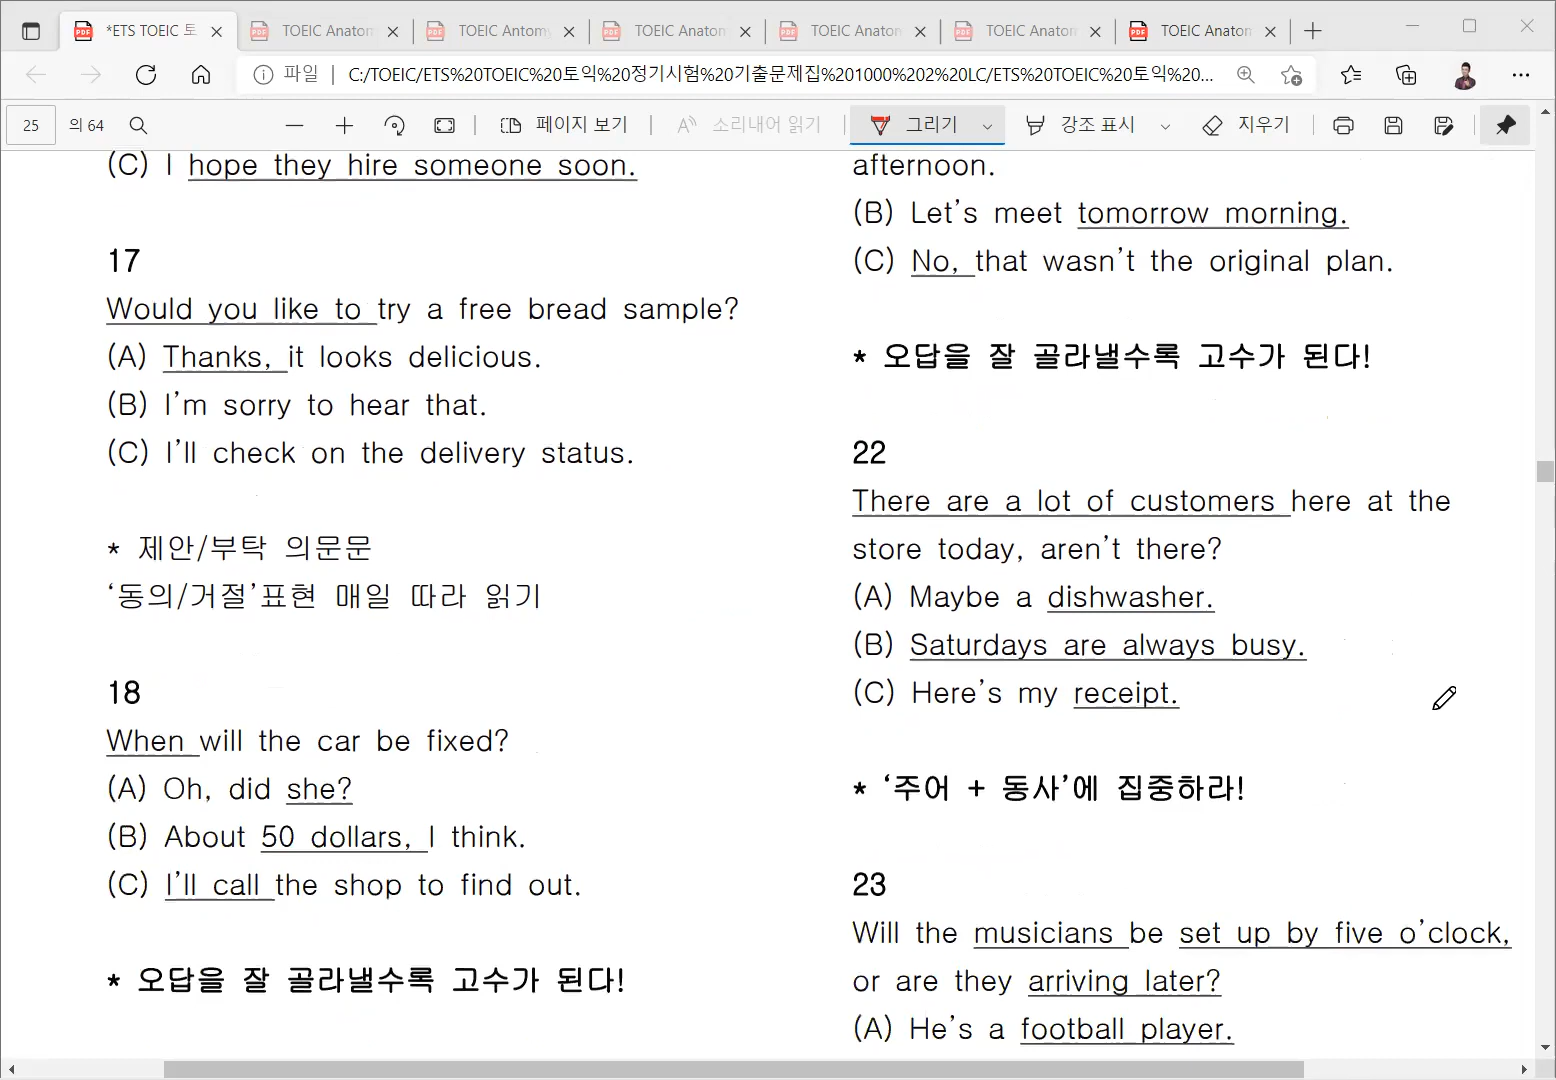 *ETS TOEIC 토
TOEIC Anaton
TOEIC Antomy
TOEIC Anaton
TOEIC Anaton
TOEIC Anaton
TOEIC Anaton
파일
C:/TOEIC/ETS%20TOEIC%20토익%20정기시험%20기출문제집%201000%202%20LC/ETS%20TOEIC%20토익%20...
25 의 64
페이지 보기
소리내어 읽기
그리기
강조 표시
지우기
(C) I hope they hire someone soon.
17
Would you like to try a free bread sample?
(A) Thanks, it looks delicious.
(B) I'm sorry to hear that.
(C) I'll check on the delivery status.
* 제안/부탁 의문문
‘동의/거절’표현 매일 따라 읽기
18
When will the car be fixed?
(A) Oh, did she?
(B) About 50 dollars, I think.
(C) I'll call the shop to find out.
* 오답을 잘 골라낼수록 고수가 된다!
afternoon.
(B) Let's meet tomorrow morning.
(C) No, that wasn't the original plan.
* 오답을 잘 골라낼수록 고수가 된다!
22
There are a lot of customers here at the
store today, aren't there?
(A) Maybe a dishwasher.
(B) Saturdays are always busy.
(C) Here's my receipt.
* ‘주어 + 동사’에 집중하라!
23
Will the musicians be set up by five o'clock,
or are they arriving later?
(A) He's a football player.